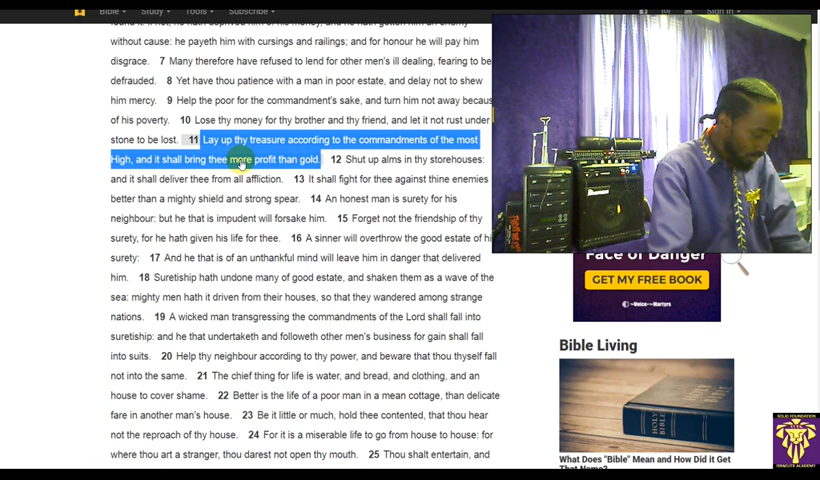 Bible Study Tools Subscribe Sign in
found it. If not, he hath deprived him of his money, and he hath gotten him an enemy
without cause: he payeth him with cursings and railings; and for honour he will pay him
disgrace. 7 Many therefore have refused to lend for other men's ill dealing, fearing to be
defrauded. 8 Yet have thou patience with a man in poor estate, and delay not to shew
him mercy. 9 Help the poor for the commandment's sake, and turn him not away becaus
of his poverty. 10 Lose thy money for thy brother and thy friend, and let it not rust under
stone to be lost. 11 Lay up thy treasure according to the commandments of the most
High, and it shall bring thee more profit than gold. 12 Shut up alms in thy storehouses:
and it shall deliver thee from all affliction. 13 It shall fight for thee against thine enemies
better than a mighty shield and strong spear. 14 An honest man is surety for his
neighbour: but he that is impudent will forsake him. 15 Forget not the friendship of thy
surety, for he hath given his life for thee. 16 A sinner will overthrow the good estate of hi
surety: 17 And he that is of an unthankful mind will leave him in danger that delivered
him. 18 Suretiship hath undone many of good estate, and shaken them as a wave of the
sea: mighty men hath it driven from their houses, so that they wandered among strange
nations. 19 A wicked man transgressing the commandments of the Lord shall fall into
suretiship: and he that undertaketh and followeth other men's business for gain shall fall
into suits. 20 Help thy neighbour according to thy power, and beware that thou thyself fall
not into the same. 21 The chief thing for life is water, and bread, and clothing, and an
house to cover shame. 22 Better is the life of a poor man in a mean cottage, than delicate
fare in another man's house. 23 Be it little or much, hold thee contented, that thou hear
not the reproach of thy house. 24 For it is a miserable life to go from house to house: for
where thou art a stranger, thou darest not open thy mouth. 25 Thou shalt entertain, and
Face of Danger
GET MY FREE BOOK
Bible Living
HOLY
BIBLE
What Does "Bible" Mean and How Did it Get
That Name?
SOLID FOUNDATION
ISRAELITE ACADEMY